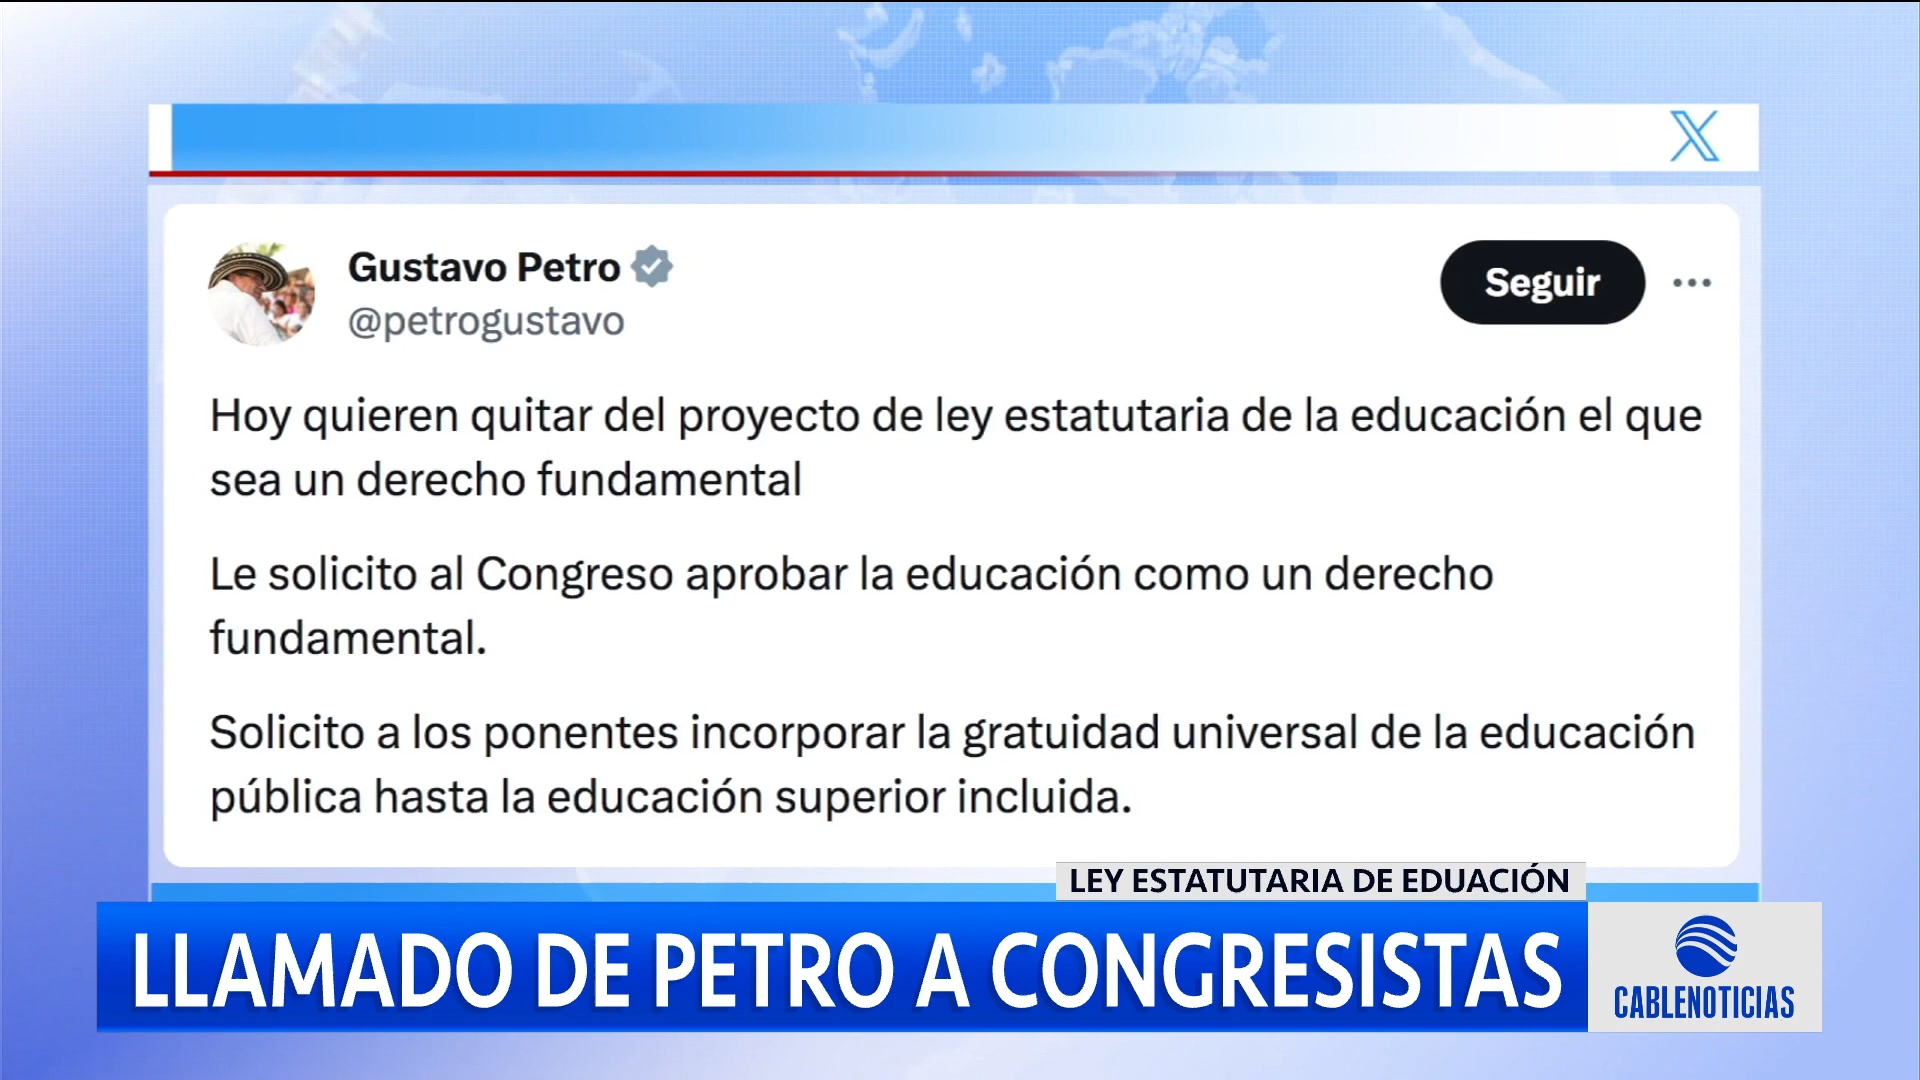 Gustavo Petro
@petrogustavo
Seguir
Hoy quieren quitar del proyecto de ley estatutaria de la educación el que
sea un derecho fundamental
Le solicito al Congreso aprobar la educación como un derecho
fundamental.
Solicito a los ponentes incorporar la gratuidad universal de la educación
pública hasta la educación superior incluida.
LEY ESTATUTARIA DE EDUACIÓN
LLAMADO DE PETRO A CONGRESISTAS
CABLENOTICIAS